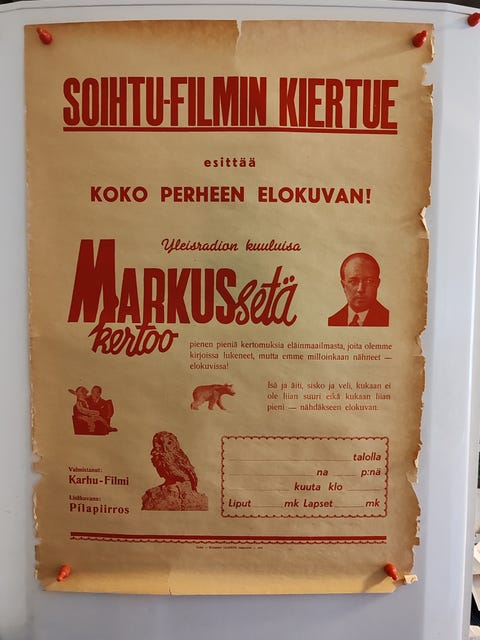 SOIHTU-FILMIN KIERTUE
esittää
KOKO PERHEEN ELOKUVAN!
Yleisradion kuuluisa
MARKUSsetä
kertoo
pienen pieniä kertomuksia eläinmaailmasta, joita olemme
kirjoissa lukeneet, mutta emme milloinkaan nähneet —
elokuvissa!
Isä ja äiti, sisko ja veli, kukaan ei
ole liian suuri eikä kukaan liian
pieni — nähdäkseen elokuvan.
talolla
na p:nä
kuuta klo
Liput mk Lapset mk
Valmistanut:
Karhu-Filmi
Lisäkuvana:
Pilapiirros